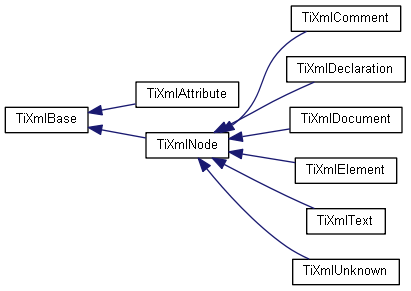 TiXmlComment
TiXmlDeclaration
TiXmlAttribute
TiXmlBase
TiXmlDocument
TiXmlNode
TiXmlElement
TiXmlText
TiXmlUnknown